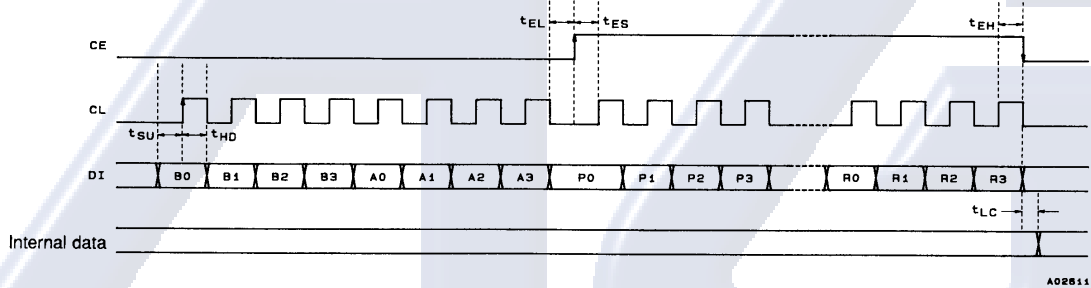 tEL tES tEH
CE
CL
tSU tHD
DI B0 B1 B2 B3 A0 A1 A2 A3 P0 P1 P2 P3 R0 R1 R2 R3
tLC
Internal data
A02611